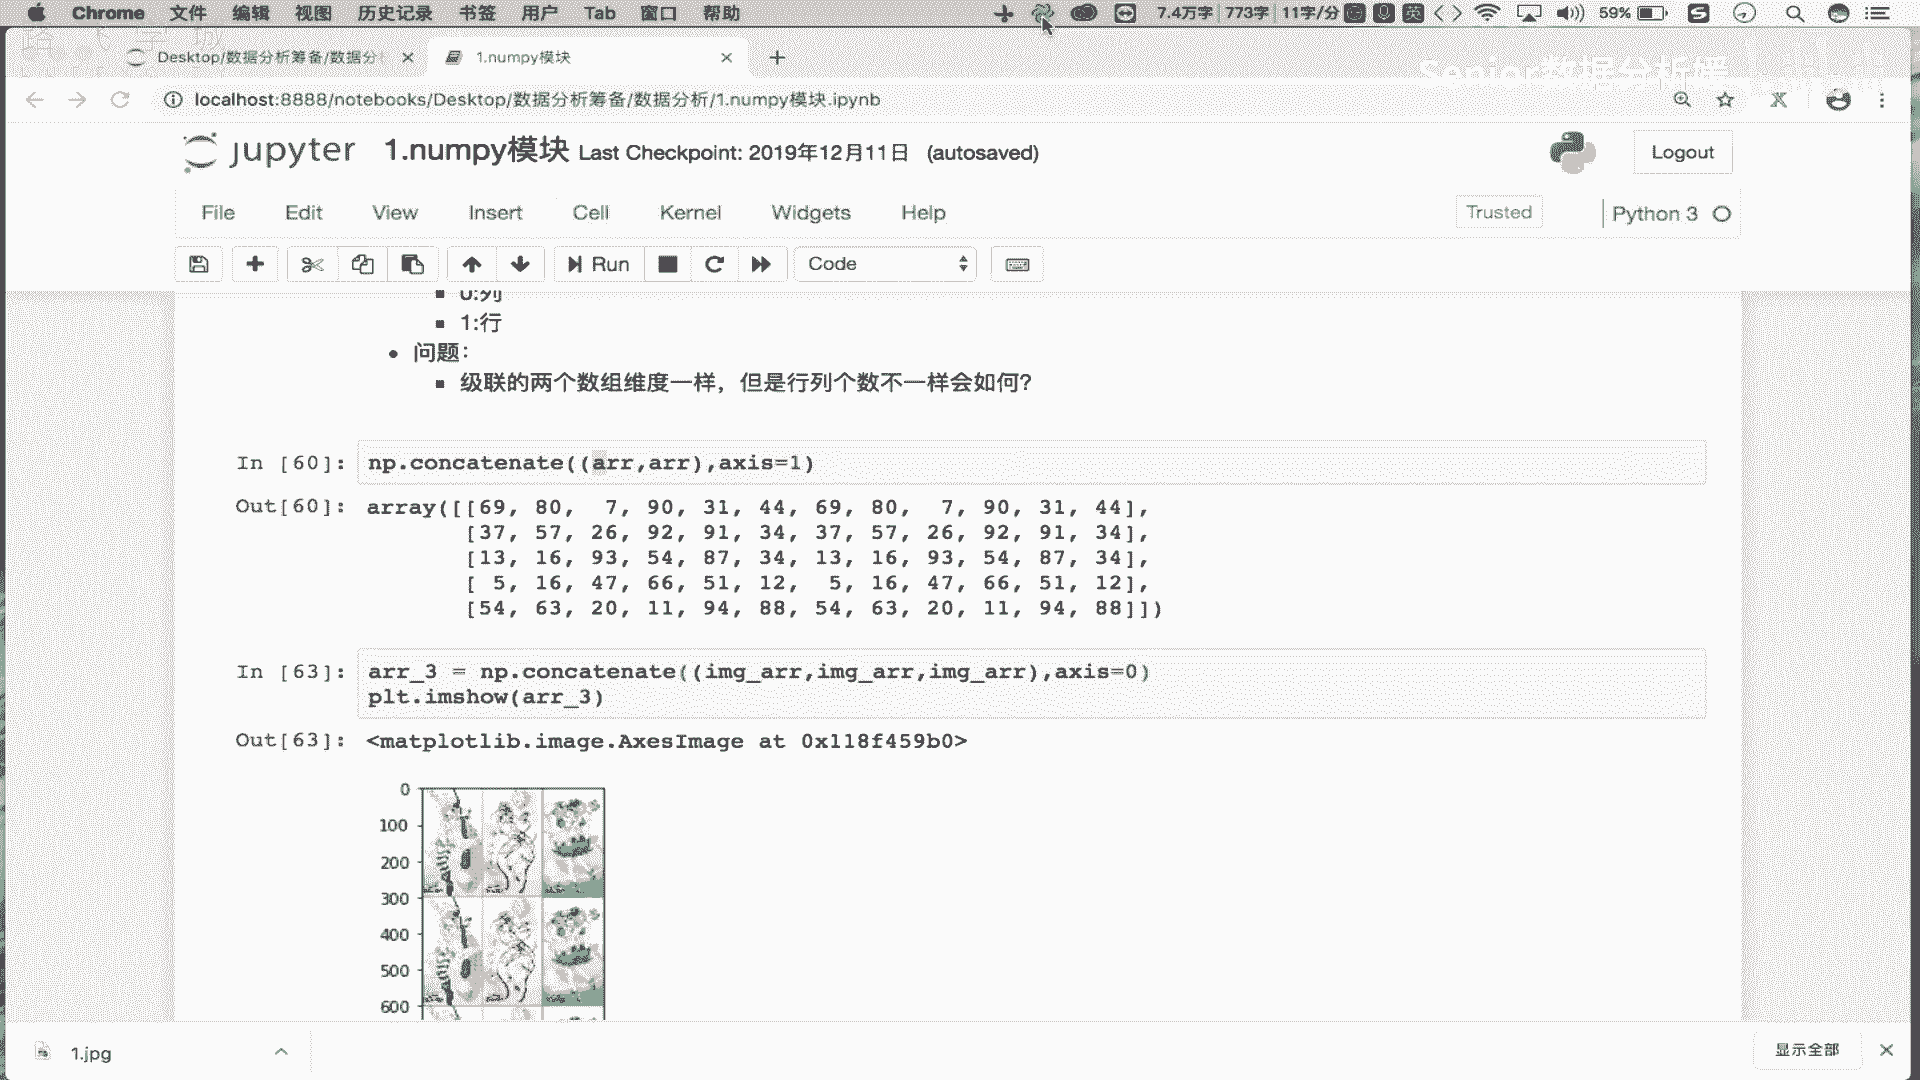 Chrome 文件 编辑 视图 历史记录 书签 用户 Tab 窗口 帮助 7.4万字 773字 11字/分 英 59%
Desktop/数据分析筹备/数据分 1.numpy模块
localhost:8888/notebooks/Desktop/数据分析筹备/数据分析/1.numpy模块.ipynb
jupyter 1.numpy模块 Last Checkpoint: 2019年12月11日 (autosaved) Logout
File Edit View Insert Cell Kernel Widgets Help Trusted Python 3
Run Code
0:列
1:行
问题:
级联的两个数组维度一样，但是行列个数不一样会如何?
In [60]: np.concatenate((arr,arr),axis=1)
Out[60]: array([[69, 80,  7, 90, 31, 44, 69, 80,  7, 90, 31, 44],
[37, 57, 26, 92, 91, 34, 37, 57, 26, 92, 91, 34],
[13, 16, 93, 54, 87, 34, 13, 16, 93, 54, 87, 34],
[ 5, 16, 47, 66, 51, 12,  5, 16, 47, 66, 51, 12],
[54, 63, 20, 11, 94, 88, 54, 63, 20, 11, 94, 88]])
In [63]: arr_3 = np.concatenate((img_arr,img_arr,img_arr),axis=0)
plt.imshow(arr_3)
Out[63]: <matplotlib.image.AxesImage at 0x118f459b0>
0
100
200
300
400
500
600
1.jpg 显示全部